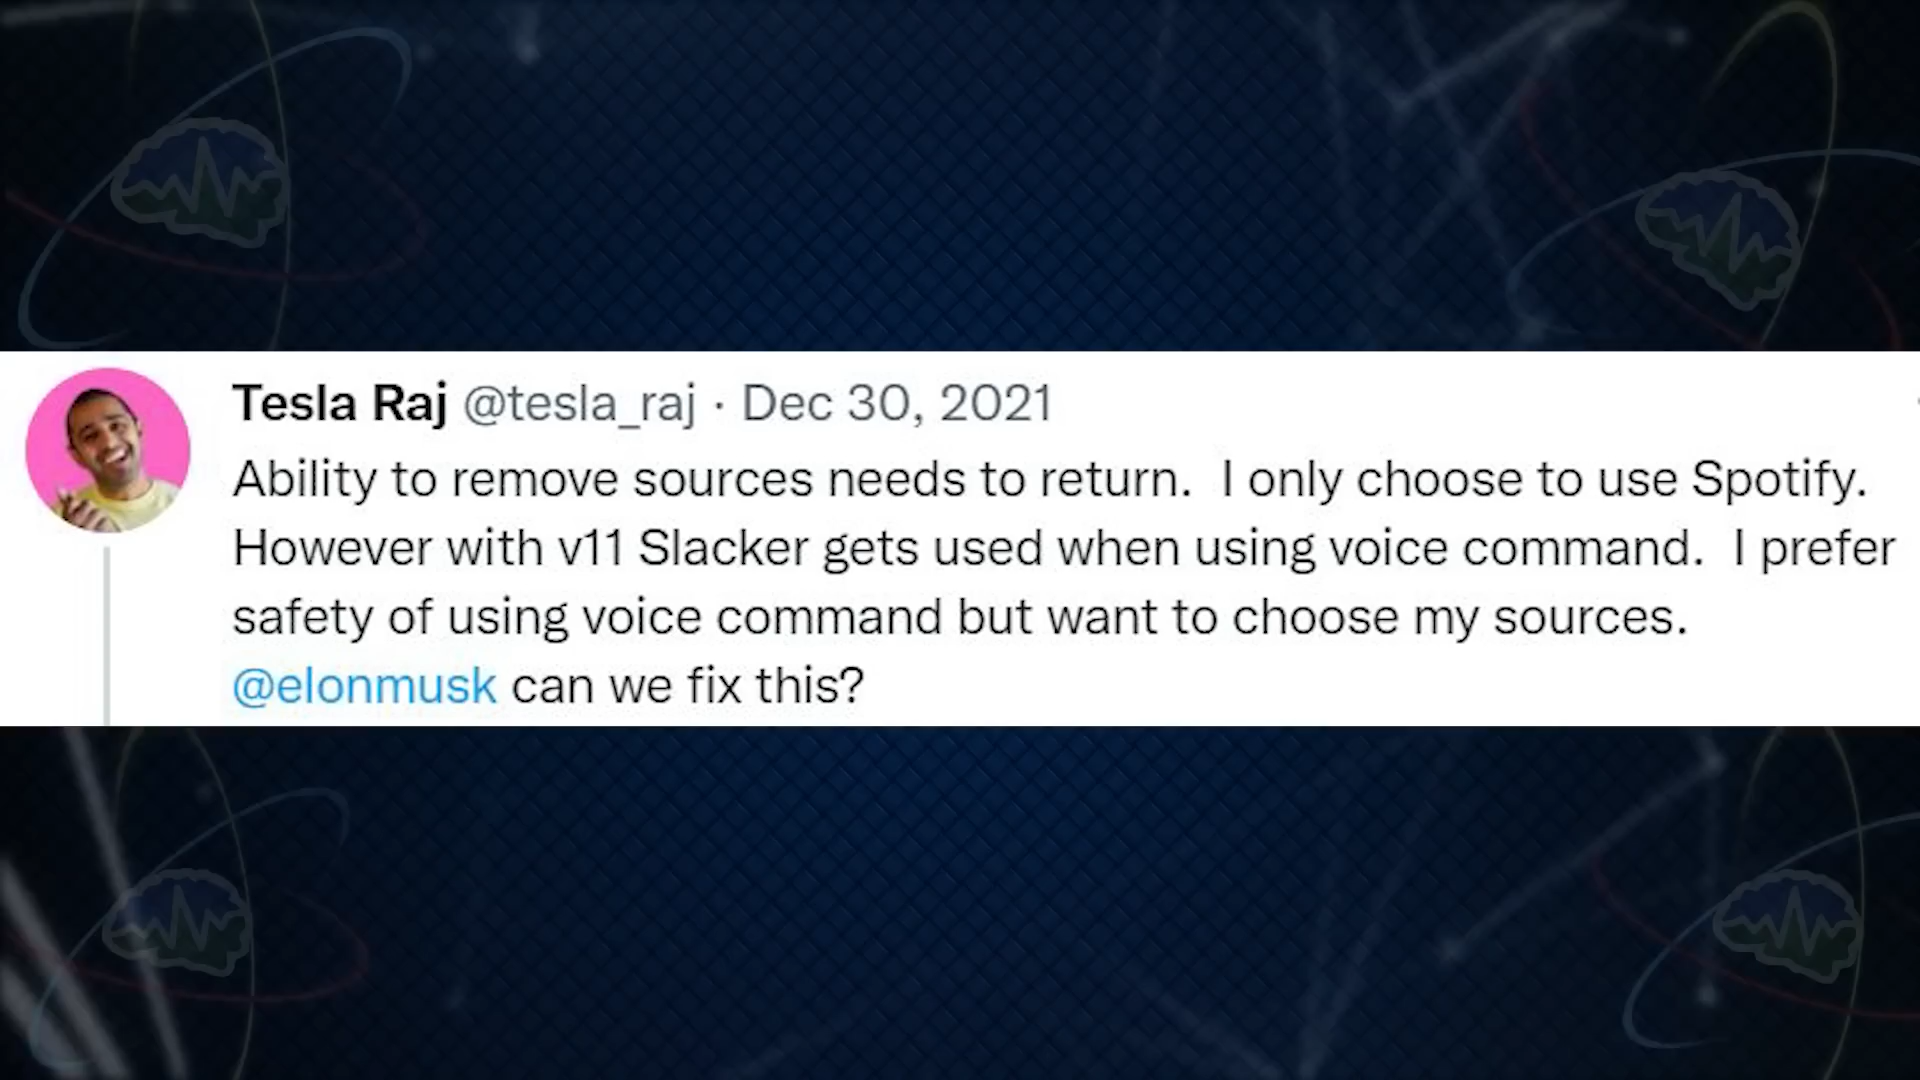 Tesla Raj @tesla_raj · Dec 30, 2021
Ability to remove sources needs to return.  I only choose to use Spotify.
However with v11 Slacker gets used when using voice command.  I prefer
safety of using voice command but want to choose my sources.
@elonmusk can we fix this?